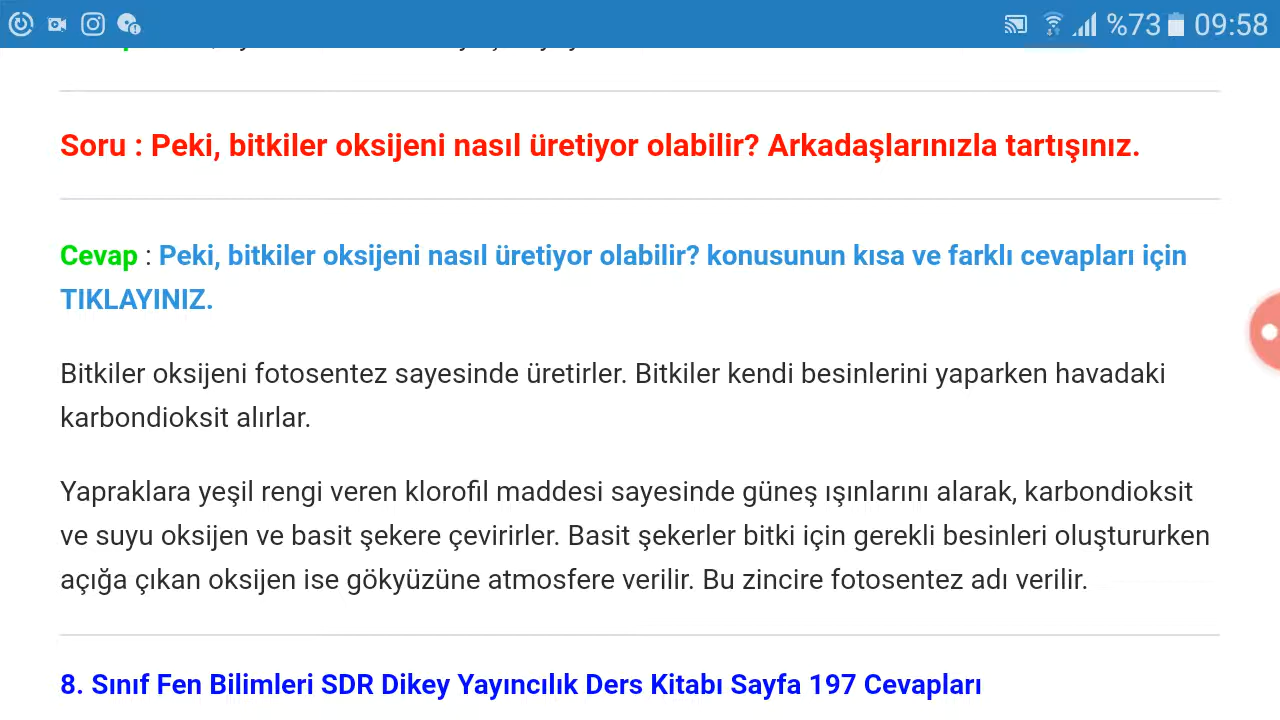 %73 09:58
Soru : Peki, bitkiler oksijeni nasıl üretiyor olabilir? Arkadaşlarınızla tartışınız.
Cevap : Peki, bitkiler oksijeni nasıl üretiyor olabilir? konusunun kısa ve farklı cevapları için
TIKLAYINIZ.
Bitkiler oksijeni fotosentez sayesinde üretirler. Bitkiler kendi besinlerini yaparken havadaki
karbondioksit alırlar.
Yapraklara yeşil rengi veren klorofil maddesi sayesinde güneş ışınlarını alarak, karbondioksit
ve suyu oksijen ve basit şekere çevirirler. Basit şekerler bitki için gerekli besinleri oluştururken
açığa çıkan oksijen ise gökyüzüne atmosfere verilir. Bu zincire fotosentez adı verilir.
8. Sınıf Fen Bilimleri SDR Dikey Yayıncılık Ders Kitabı Sayfa 197 Cevapları